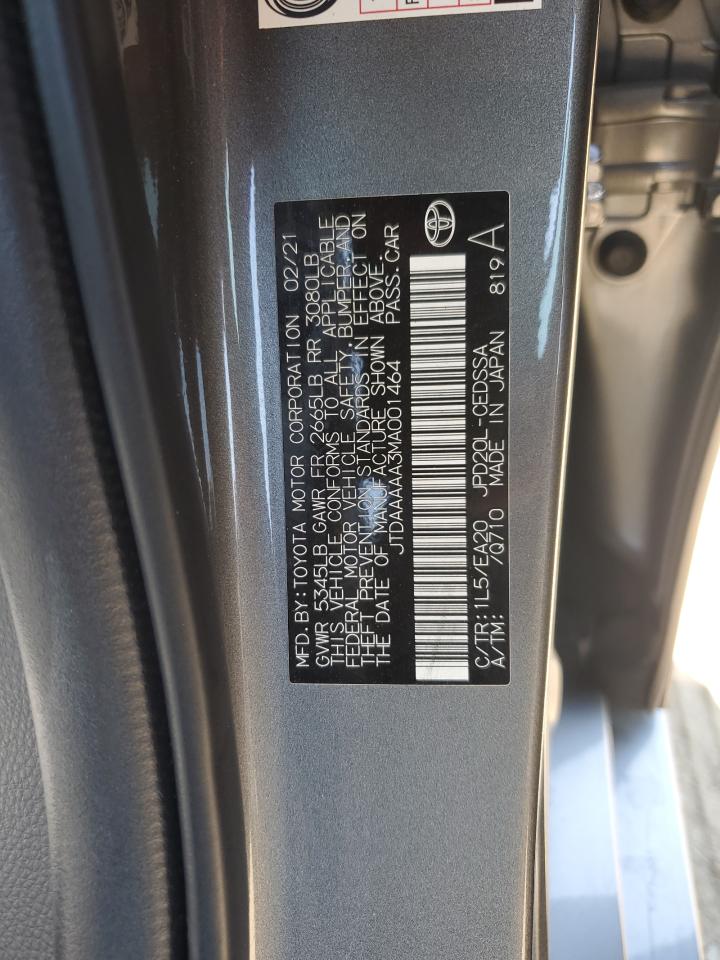 MFD.BY:TOYOTA MOTOR CORPORATION 02/21
GVWR 5345LB GAWR FR 2665LB RR 3080LB
THIS VEHICLE CONFORMS TO ALL APPLICABLE
FEDERAL MOTOR VEHICLE SAFETY,BUMPER,AND
THEFT PREVENTION STANDARDS IN EFFECT ON
THE DATE OF MANUFACTURE SHOWN ABOVE.
JTDAAAAA3MA001464 PASS.CAR
C/TR:1L5/EA20 JPD20L-CEDSSA
A/TM: /Q710 MADE IN JAPAN 819A